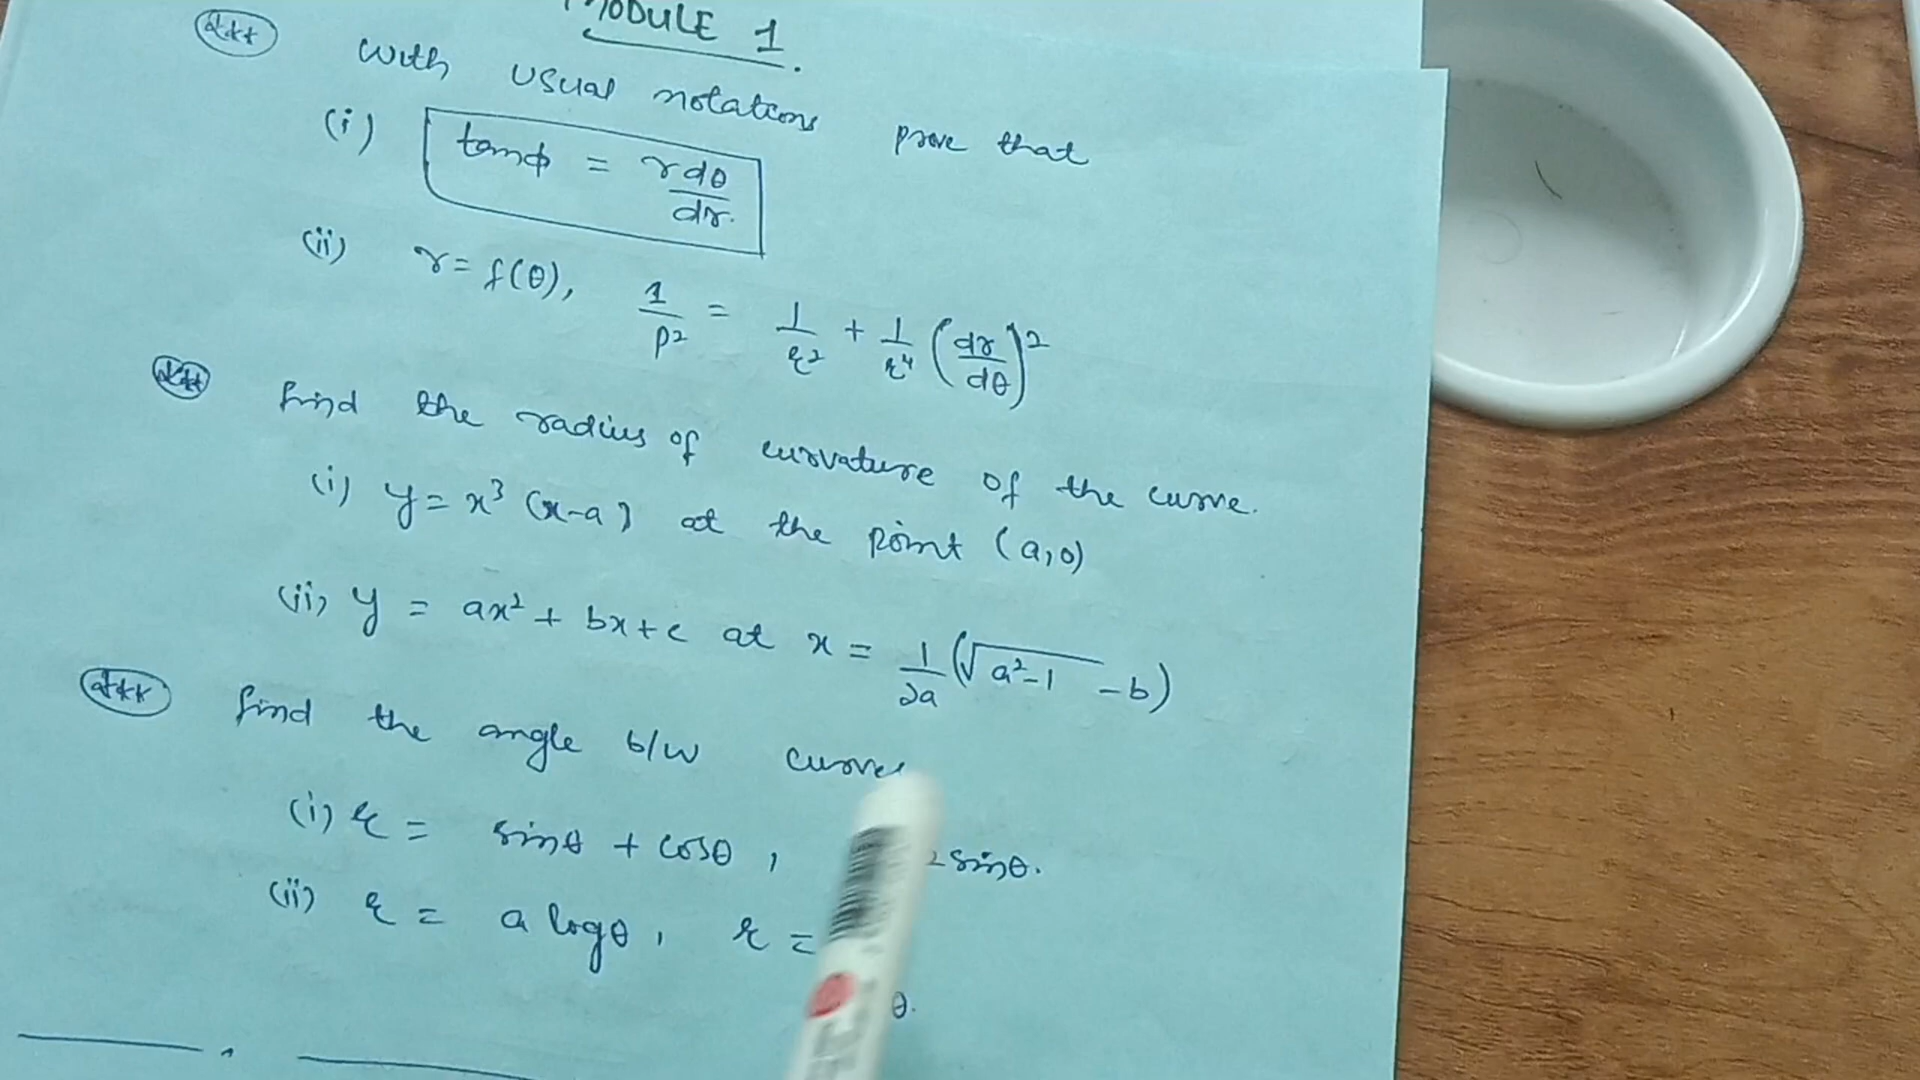 MODULE 1
With usual notations prove that
(i) tanφ = r dθ/dr.
(ii) r = f(θ), 1/p² = 1/r² + 1/r⁴ (dr/dθ)²
find the radius of curvature of the curve.
(i) y = x³ (x-a) at the point (a,0)
(ii) y = ax² + bx + c at x = 1/2a (√a²-1 - b)
find the angle b/w curves
(i) r = sinθ + cosθ, 2 sinθ.
(ii) r = a logθ, r =
θ.